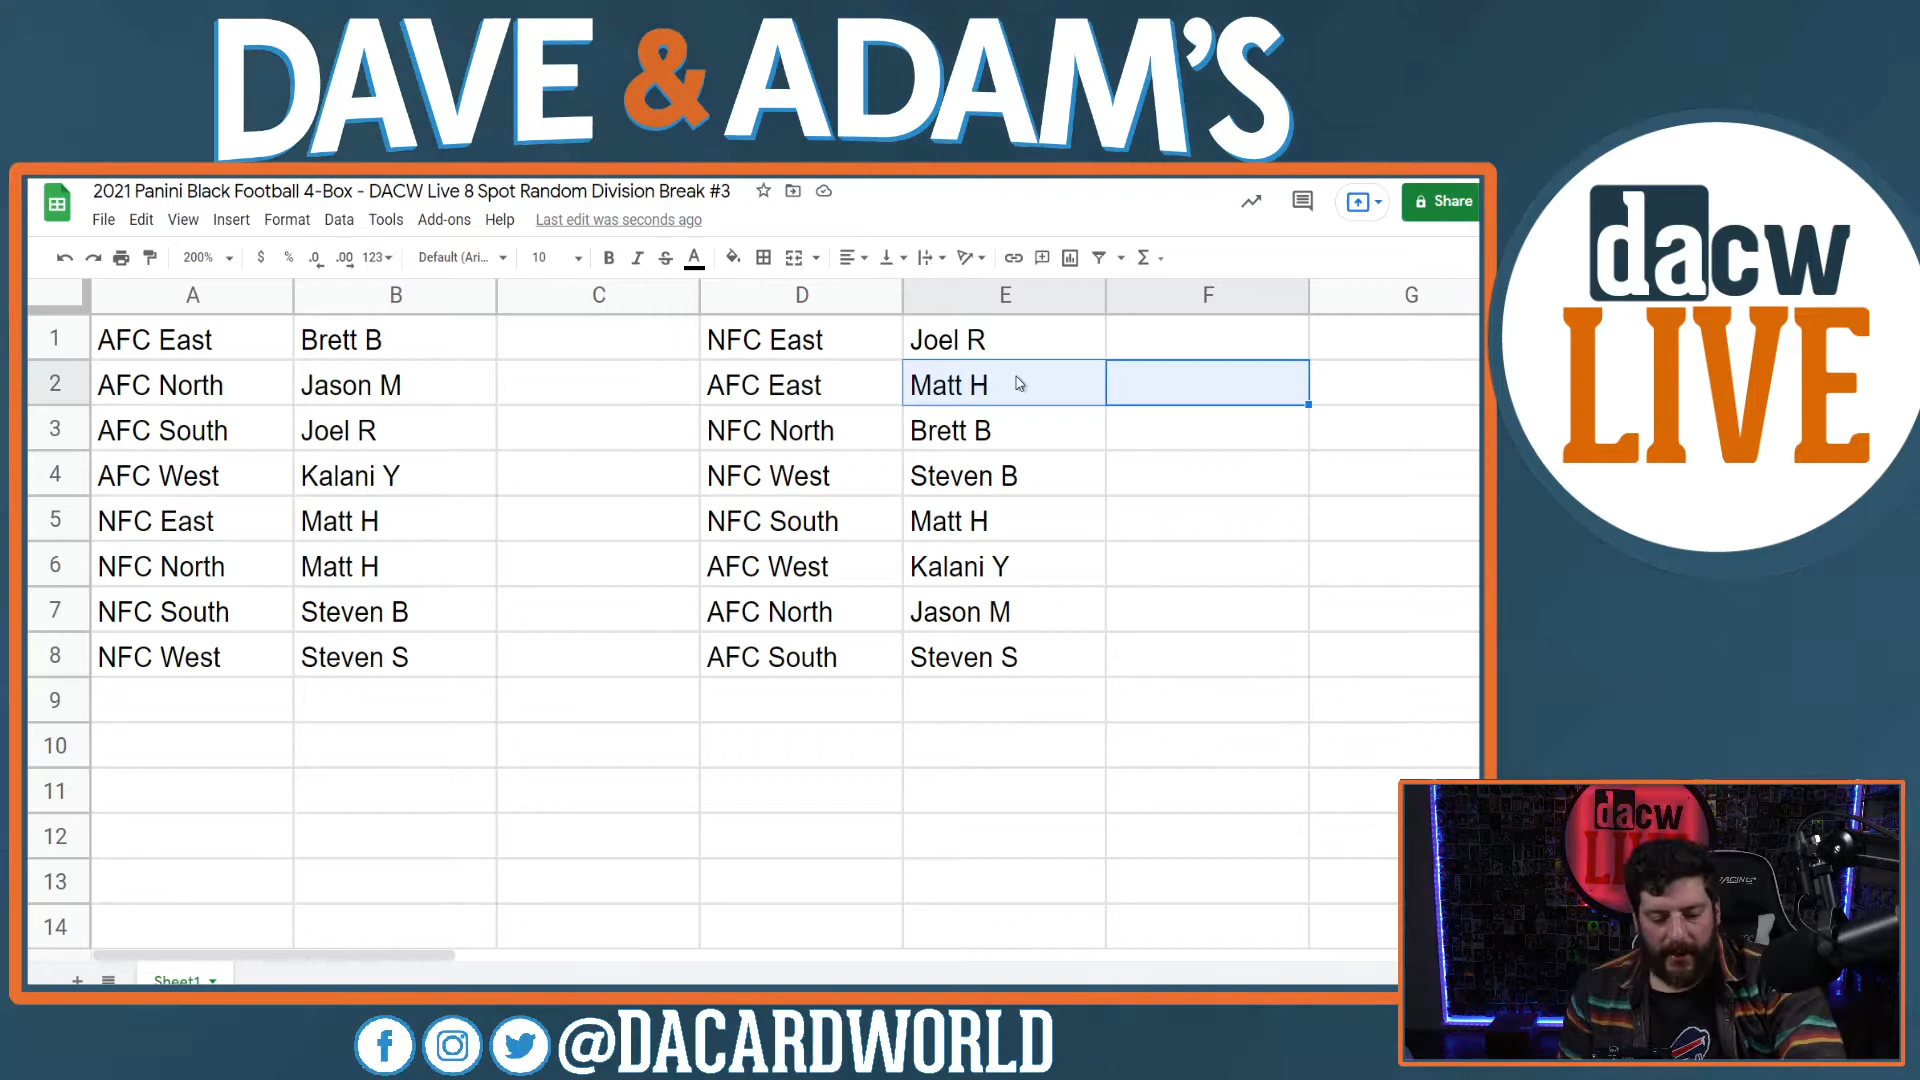 DAVE & ADAM'S
2021 Panini Black Football 4-Box - DACW Live 8 Spot Random Division Break #3
File Edit View Insert Format Data Tools Add-ons Help Last edit was seconds ago
Share
200% $ % .0 .00 123 Default (Ari... 10 B I S A
A B C D E F G
1 AFC East Brett B NFC East Joel R
2 AFC North Jason M AFC East Matt H
3 AFC South Joel R NFC North Brett B
4 AFC West Kalani Y NFC West Steven B
5 NFC East Matt H NFC South Matt H
6 NFC North Matt H AFC West Kalani Y
7 NFC South Steven B AFC North Jason M
8 NFC West Steven S AFC South Steven S
9
10
11
12
13
14
Sheet1
dacw
LIVE
dacw
LIVE
@DACARDWORLD